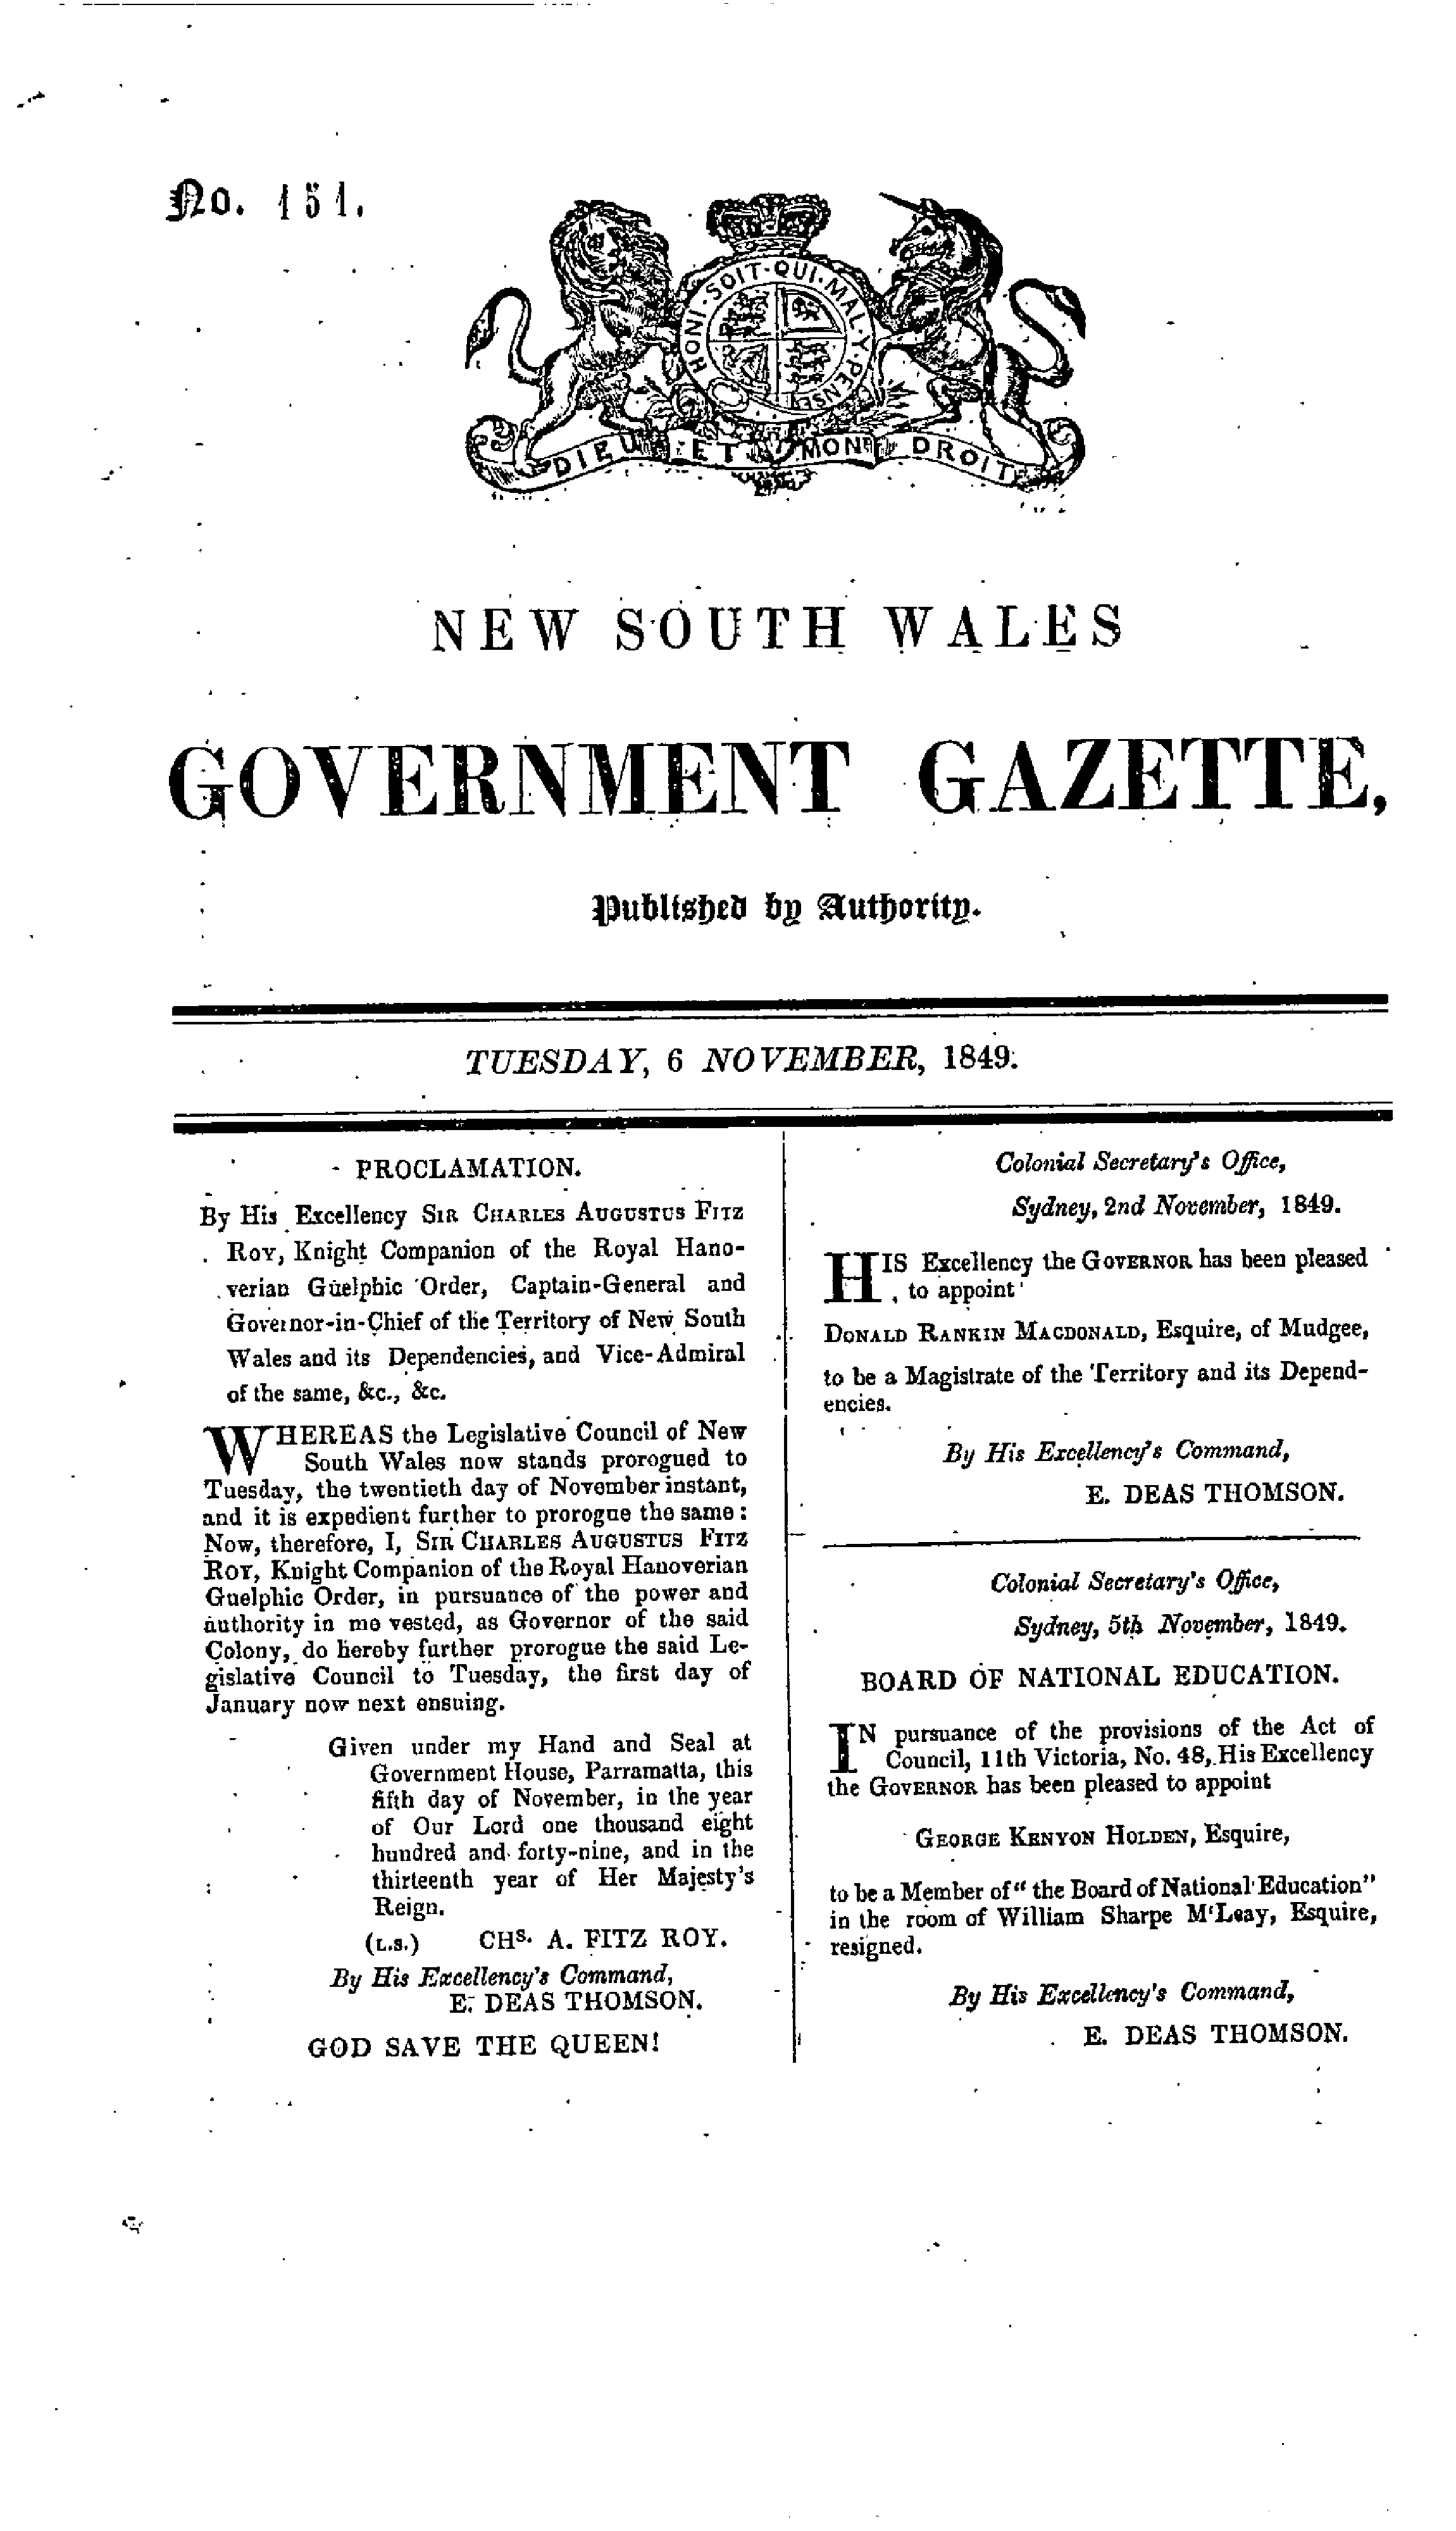 No. 151.
HONI·SOIT·QUI·MAL·Y·PENSE
DIEU ET MON DROIT
NEW SOUTH WALES
GOVERNMENT GAZETTE,
Published by Authority.
TUESDAY, 6 NOVEMBER, 1849.
PROCLAMATION.
By His Excellency SIR CHARLES AUGUSTUS FITZ
ROY, Knight Companion of the Royal Hano-
verian Guelphic Order, Captain-General and
Governor-in-Chief of the Territory of New South
Wales and its Dependencies, and Vice-Admiral
of the same, &c., &c.
WHEREAS the Legislative Council of New
South Wales now stands prorogued to
Tuesday, the twentieth day of November instant,
and it is expedient further to prorogue the same:
Now, therefore, I, SIR CHARLES AUGUSTUS FITZ
ROY, Knight Companion of the Royal Hanoverian
Guelphic Order, in pursuance of the power and
authority in me vested, as Governor of the said
Colony, do hereby further prorogue the said Le-
gislative Council to Tuesday, the first day of
January now next ensuing.
Given under my Hand and Seal at
Government House, Parramatta, this
fifth day of November, in the year
of Our Lord one thousand eight
hundred and forty-nine, and in the
thirteenth year of Her Majesty's
Reign.
(L.S.) CHS. A. FITZ ROY.
By His Excellency's Command,
E. DEAS THOMSON.
GOD SAVE THE QUEEN!
Colonial Secretary's Office,
Sydney, 2nd November, 1849.
HIS Excellency the GOVERNOR has been pleased
to appoint
DONALD RANKIN MACDONALD, Esquire, of Mudgee,
to be a Magistrate of the Territory and its Depend-
encies.
By His Excellency's Command,
E. DEAS THOMSON.
Colonial Secretary's Office,
Sydney, 5th November, 1849.
BOARD OF NATIONAL EDUCATION.
IN pursuance of the provisions of the Act of
Council, 11th Victoria, No. 48, His Excellency
the GOVERNOR has been pleased to appoint
GEORGE KENYON HOLDEN, Esquire,
to be a Member of "the Board of National Education"
in the room of William Sharpe M'Leay, Esquire,
resigned.
By His Excellency's Command,
E. DEAS THOMSON.